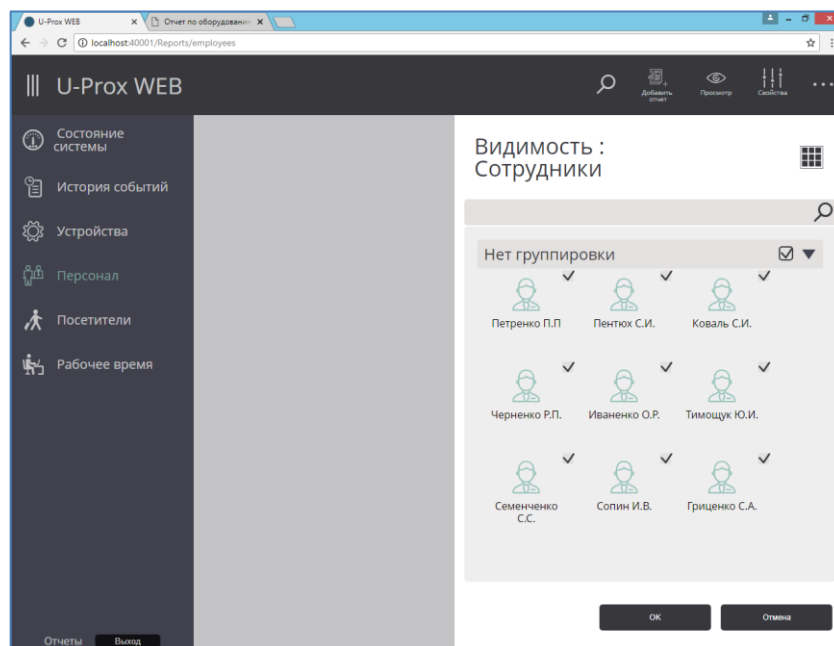 U-Prox WEB
Отчет по оборудовани
localhost:40001/Reports/employees
U-Prox WEB
Добавить
отчет
Просмотр
Свойства
Состояние
системы
История событий
Устройства
Персонал
Посетители
Рабочее время
Отчеты
Выход
Видимость :
Сотрудники
Нет группировки
Петренко П.П
Пентюх С.И.
Коваль С.И.
Черненко Р.П.
Иваненко О.Р.
Тимощук Ю.И.
Семенченко
С.С.
Сопин И.В.
Гриценко С.А.
ОК
Отмена